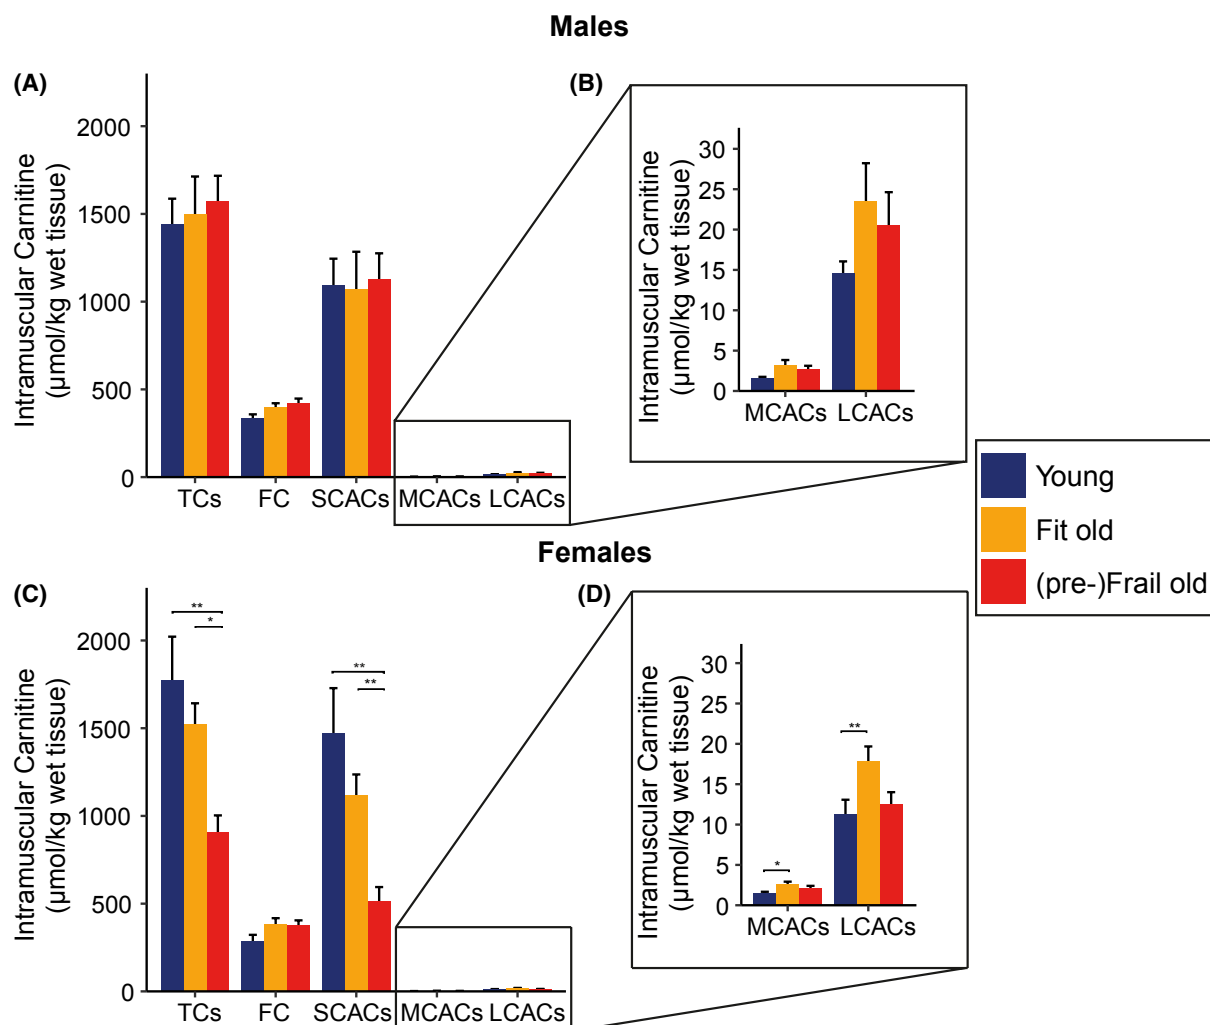 Males
(A)
Intramuscular Carnitine
(µmol/kg wet tissue)
2000
1500
1000
500
0
TCs FC SCACs MCACs LCACs
(B)
Intramuscular Carnitine
(µmol/kg wet tissue)
30
25
20
15
10
5
0
MCACs LCACs
Young
Fit old
(pre-)Frail old
Females
(C)
Intramuscular Carnitine
(µmol/kg wet tissue)
2000
1500
1000
500
0
**
*
**
**
TCs FC SCACs MCACs LCACs
(D)
Intramuscular Carnitine
(µmol/kg wet tissue)
30
25
20
15
10
5
0
*
**
MCACs LCACs